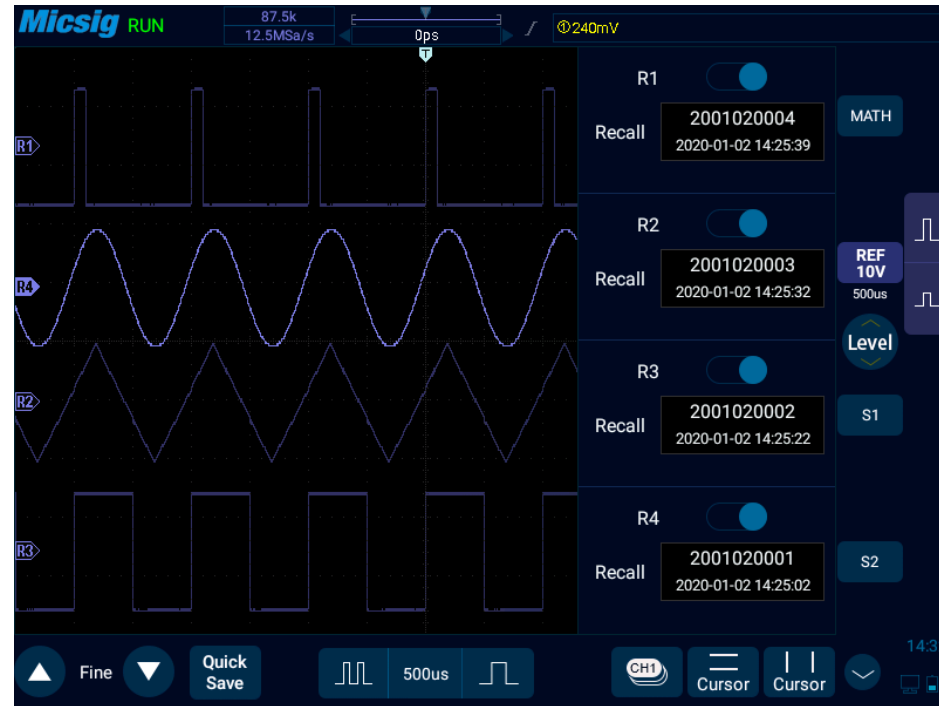 Micsig RUN
87.5k
12.5MSa/s
0ps
①240mV
T
R1
R4
R2
R3
R1
Recall
2001020004
2020-01-02 14:25:39
R2
Recall
2001020003
2020-01-02 14:25:32
R3
Recall
2001020002
2020-01-02 14:25:22
R4
Recall
2001020001
2020-01-02 14:25:02
MATH
REF
10V
500us
Level
S1
S2
Fine
Quick
Save
500us
CH1
Cursor
Cursor